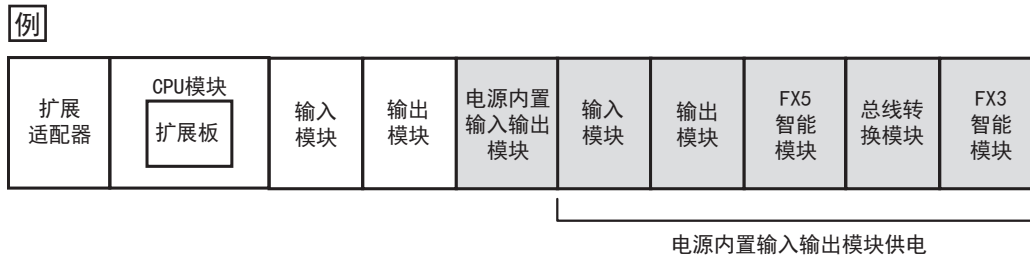 例
扩展
适配器
CPU模块
扩展板
输入
模块
输出
模块
电源内置
输入输出
模块
输入
模块
输出
模块
FX5
智能
模块
总线转
换模块
FX3
智能
模块
电源内置输入输出模块供电